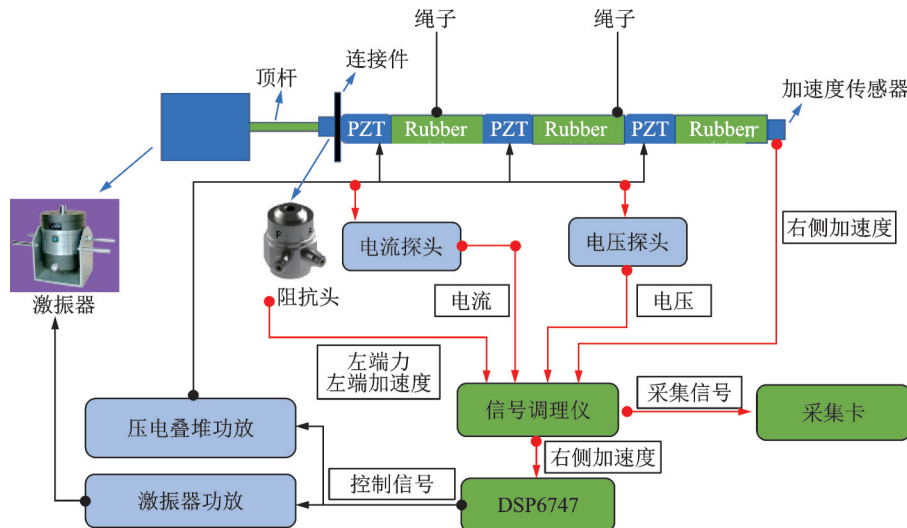 绳子
绳子
连接件
顶杆
加速度传感器
PZT
Rubber
PZT
Rubber
PZT
Rubber
右侧加速度
电流探头
电压探头
激振器
阻抗头
电流
电压
左端力
左端加速度
信号调理仪
采集信号
采集卡
压电叠堆功放
右侧加速度
控制信号
激振器功放
DSP6747